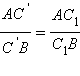 AC' / C'B = AC₁ / C₁B